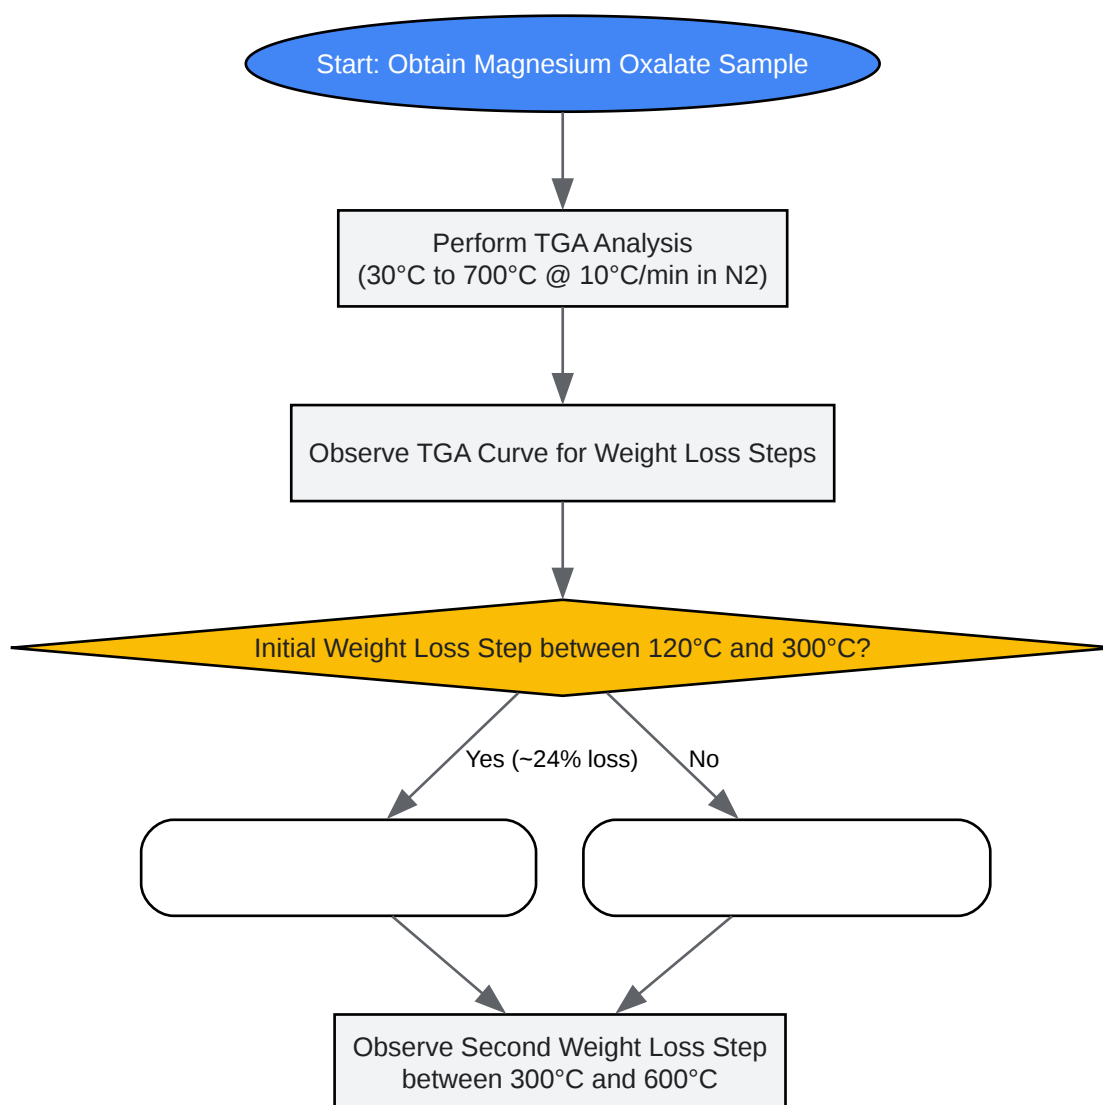 Start: Obtain Magnesium Oxalate Sample
Perform TGA Analysis
(30°C to 700°C @ 10°C/min in N2)
Observe TGA Curve for Weight Loss Steps
Initial Weight Loss Step between 120°C and 300°C?
Yes (~24% loss)
No
Observe Second Weight Loss Step
between 300°C and 600°C